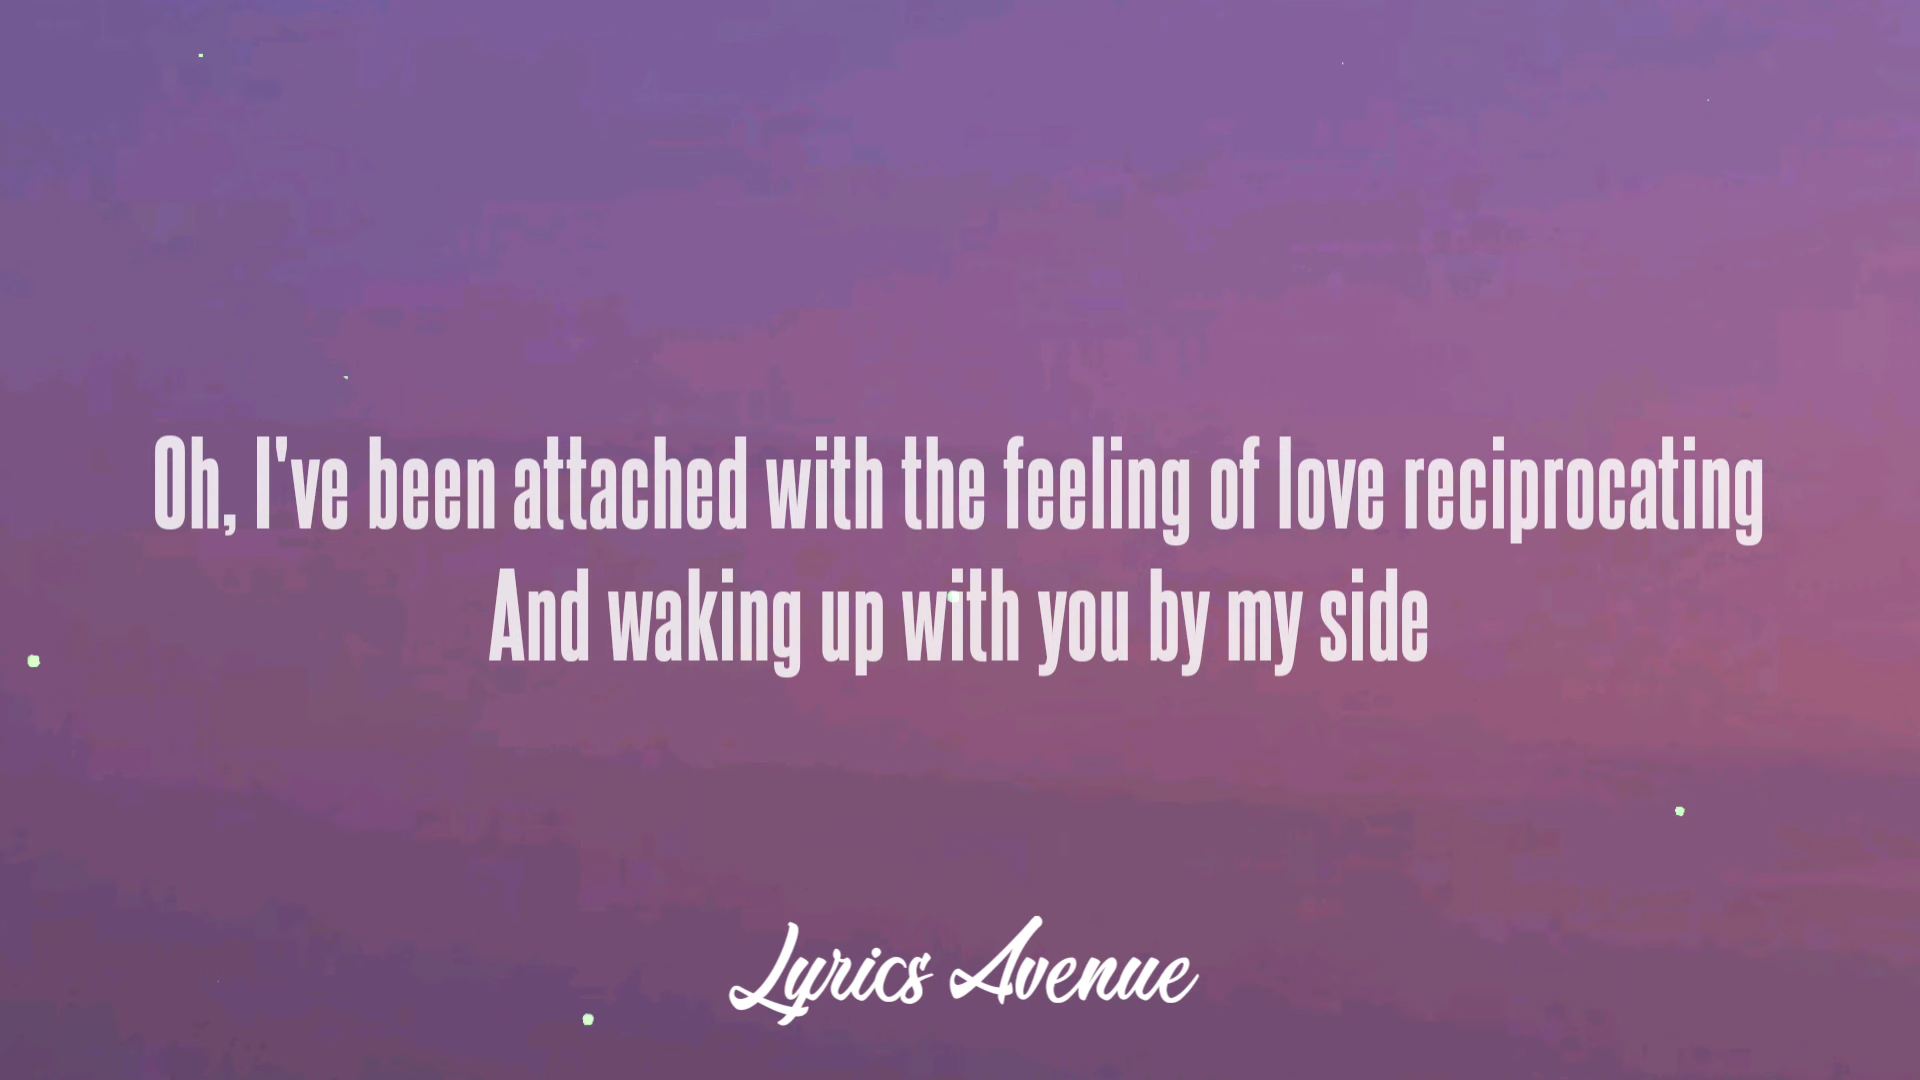 Oh, I've been attached with the feeling of love reciprocating
And waking up with you by my side
Lyrics Avenue